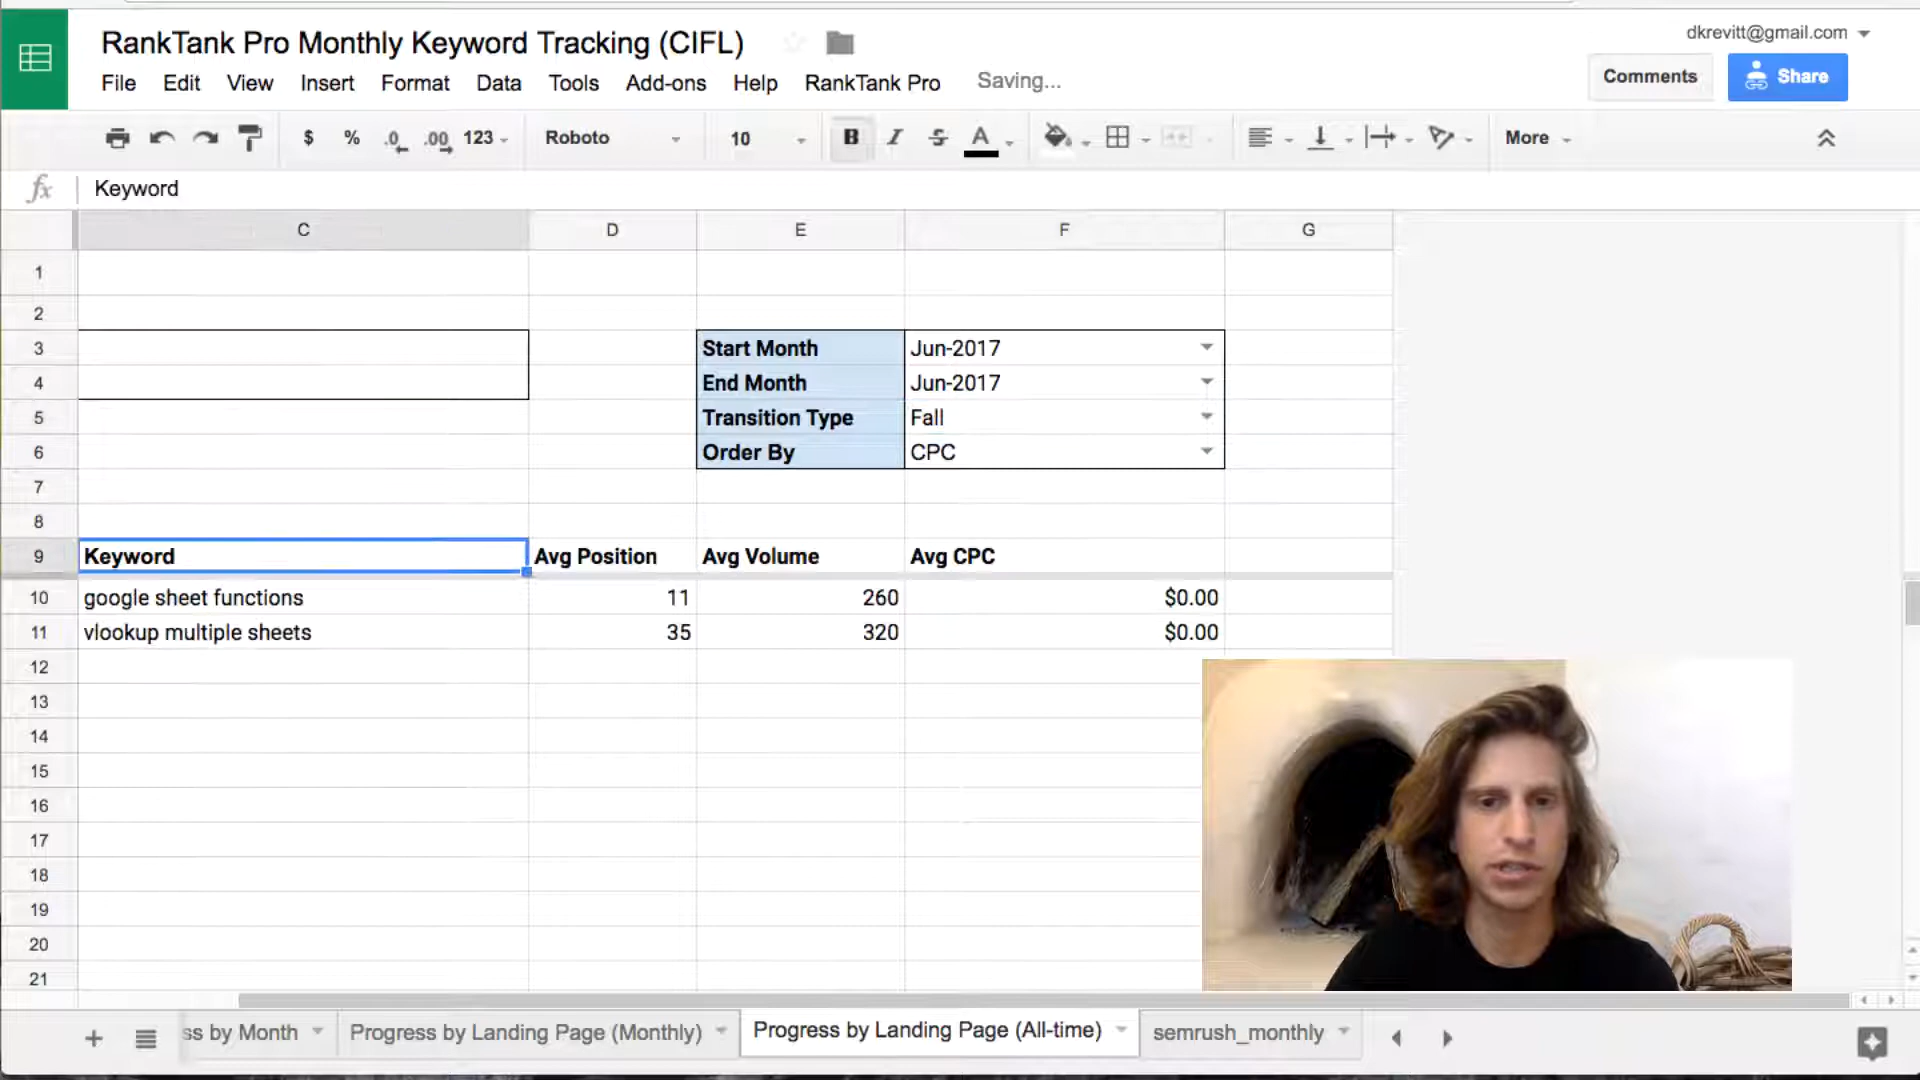 RankTank Pro Monthly Keyword Tracking (CIFL)
dkrevitt@gmail.com
File Edit View Insert Format Data Tools Add-ons Help RankTank Pro Saving...
Comments Share
$ % .0 .00 123 Roboto 10 B I S A More
fx Keyword
C D E F G
1
2
3 Start Month Jun-2017
4 End Month Jun-2017
5 Transition Type Fall
6 Order By CPC
7
8
9 Keyword Avg Position Avg Volume Avg CPC
10 google sheet functions 11 260 $0.00
11 vlookup multiple sheets 35 320 $0.00
12
13
14
15
16
17
18
19
20
21
ss by Month Progress by Landing Page (Monthly) Progress by Landing Page (All-time) semrush_monthly